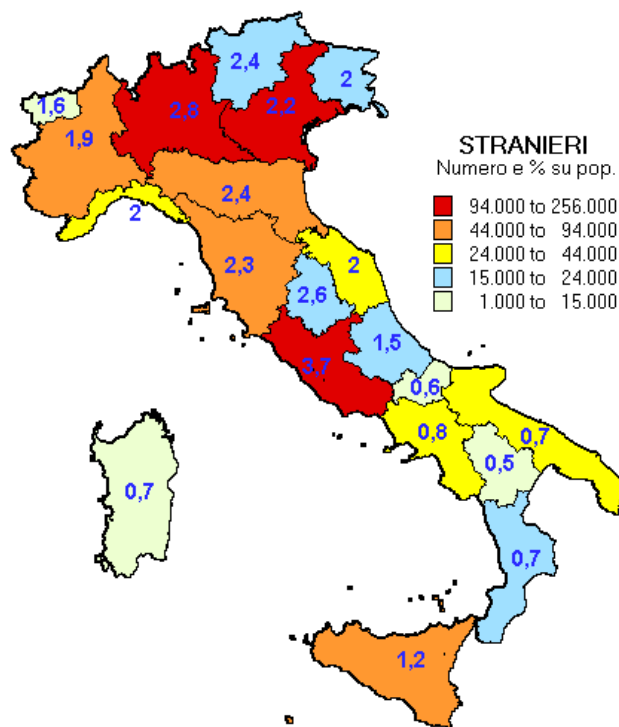 2,4
2
1,6
2,8
2,2
1,9
STRANIERI
Numero e % su pop.
94.000 to 256.000
44.000 to 94.000
24.000 to 44.000
15.000 to 24.000
1.000 to 15.000
2,4
2
2,3
2
2,6
1,5
3,7
0,6
0,8
0,7
0,5
0,7
0,7
1,2